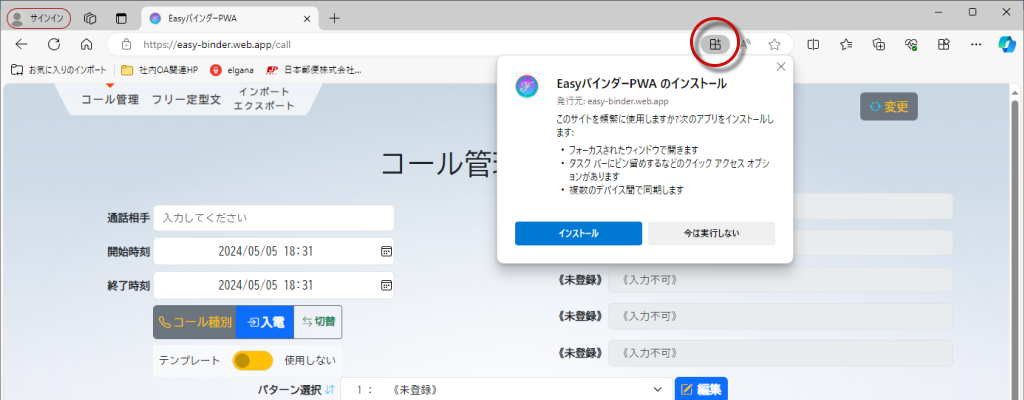 サインイン
EasyバインダーPWA
https://easy-binder.web.app/call
お気に入りのインポート 社内OA関連HP elgana 日本郵便株式会社...
コール管理 フリー定型文 インポート
エクスポート
変更
EasyバインダーPWA のインストール
発行元: easy-binder.web.app
このサイトを頻繁に使用しますか?次のアプリをインストールし
ます:
• フォーカスされたウィンドウで開きます
• タスク バーにピン留めするなどのクイック アクセス オプシ
ョンがあります
• 複数のデバイス間で同期します
インストール 今は実行しない
コール管理
通話相手 入力してください
開始時刻 2024/05/05 18:31
終了時刻 2024/05/05 18:31
コール種別 入電 切替
テンプレート 使用しない
パターン選択 1 : 《未登録》 編集
《未登録》 《入力不可》
《未登録》 《入力不可》
《未登録》 《入力不可》